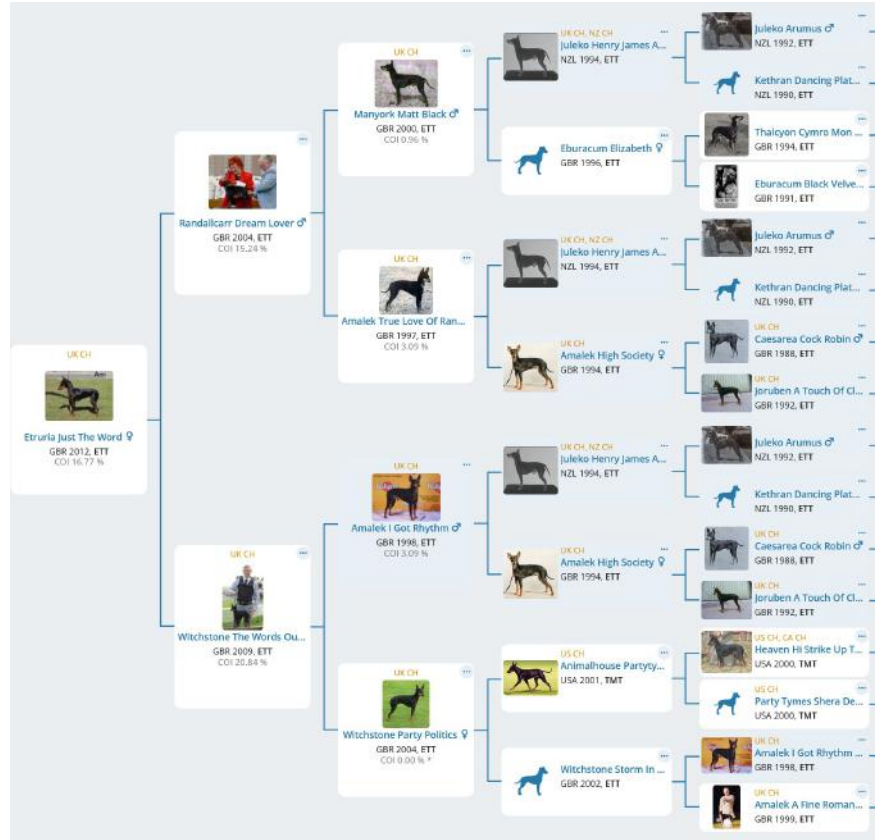 UK CH
Etruria Just The Word ♀
GBR 2012, ETT
COI 16.77 %
Randallcarr Dream Lover ♂
GBR 2004, ETT
COI 15.24 %
UK CH
Witchstone The Words Ou...
GBR 2009, ETT
COI 20.84 %
UK CH
Manyork Matt Black ♂
GBR 2000, ETT
COI 0.96 %
UK CH
Amalek True Love Of Ran...
GBR 1997, ETT
COI 3.09 %
UK CH
Amalek I Got Rhythm ♂
GBR 1998, ETT
COI 3.09 %
UK CH
Witchstone Party Politics ♀
GBR 2004, ETT
COI 0.00 % *
UK CH, NZ CH
Juleko Henry James A...
NZL 1994, ETT
Eburacum Elizabeth ♀
GBR 1996, ETT
UK CH, NZ CH
Juleko Henry James A...
NZL 1994, ETT
UK CH
Amalek High Society ♀
GBR 1994, ETT
UK CH, NZ CH
Juleko Henry James A...
NZL 1994, ETT
UK CH
Amalek High Society ♀
GBR 1994, ETT
US CH
Animalhouse Partyty...
USA 2001, TMT
Witchstone Storm In ...
GBR 2002, ETT
Juleko Arumus ♂
NZL 1992, ETT
Kethran Dancing Plat...
NZL 1990, ETT
Thalcyon Cymro Mon ...
GBR 1994, ETT
Eburacum Black Velve...
GBR 1991, ETT
Juleko Arumus ♂
NZL 1992, ETT
Kethran Dancing Plat...
NZL 1990, ETT
UK CH
Caesarea Cock Robin ♂
GBR 1988, ETT
UK CH
Joruben A Touch Of Cl...
GBR 1992, ETT
Juleko Arumus ♂
NZL 1992, ETT
Kethran Dancing Plat...
NZL 1990, ETT
UK CH
Caesarea Cock Robin ♂
GBR 1988, ETT
UK CH
Joruben A Touch Of Cl...
GBR 1992, ETT
US CH, CA CH
Heaven Hi Strike Up T...
USA 2000, TMT
US CH
Party Tymes Shera De...
USA 2000, TMT
UK CH
Amalek I Got Rhythm ...
GBR 1998, ETT
UK CH
Amalek A Fine Roman...
GBR 1999, ETT